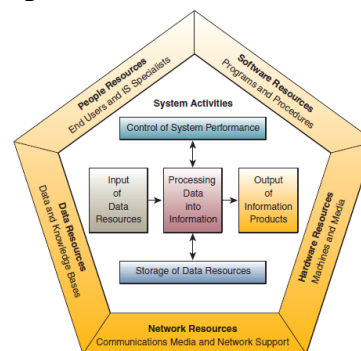 People Resources
End Users and IS Specialists
Software Resources
Programs and Procedures
System Activities
Control of System Performance
Input
of
Data
Resources
Processing
Data
into
Information
Output
of
Information
Products
Storage of Data Resources
Data Resources
Data and Knowledge Bases
Hardware Resources
Machines and Media
Network Resources
Communications Media and Network Support